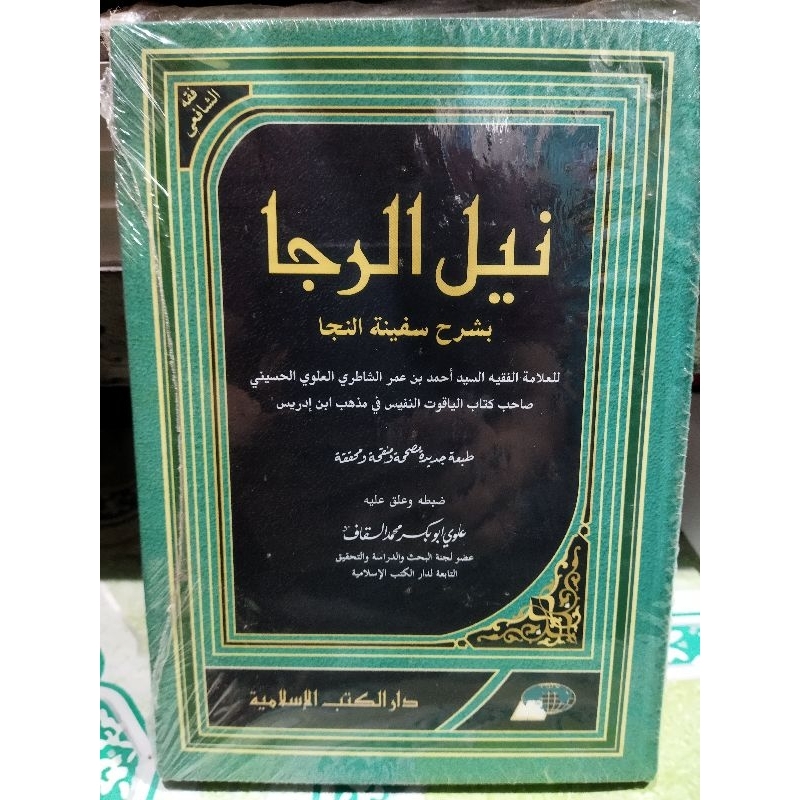 فقه
الشافعي
نيل الرجا
بشرح سفينة النجا
للعلامة الفقيه السيد أحمد بن عمر الشاطري العلوي الحسيني
صاحب كتاب الياقوت النفيس في مذهب ابن إدريس
طبعة جديدة مصححة ومنقحة ومحققة
ضبطه وعلق عليه
علوي ابو بكر محمد السقاف
عضو لجنة البحث والدراسة والتحقيق
التابعة لدار الكتب الإسلامية
دار الكتب الإسلامية